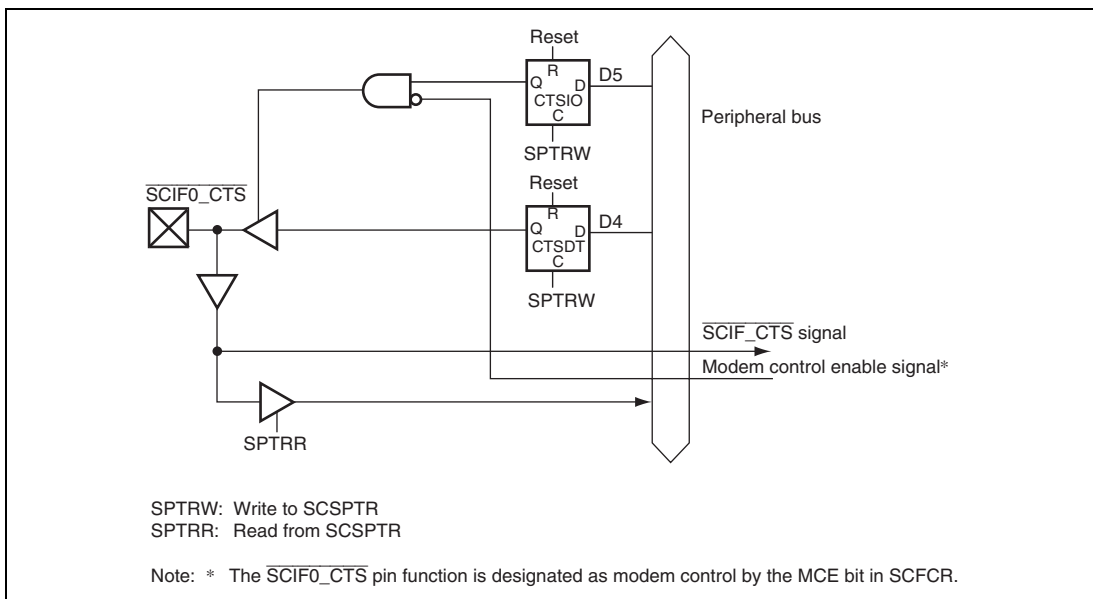 Reset
R
Q D D5
CTSIO
C
Peripheral bus
SPTRW
Reset
SCIF0_CTS
R
Q D D4
CTSDT
C
SPTRW
SCIF_CTS signal
Modem control enable signal*
SPTRR
SPTRW: Write to SCSPTR
SPTRR: Read from SCSPTR
Note: * The SCIF0_CTS pin function is designated as modem control by the MCE bit in SCFCR.